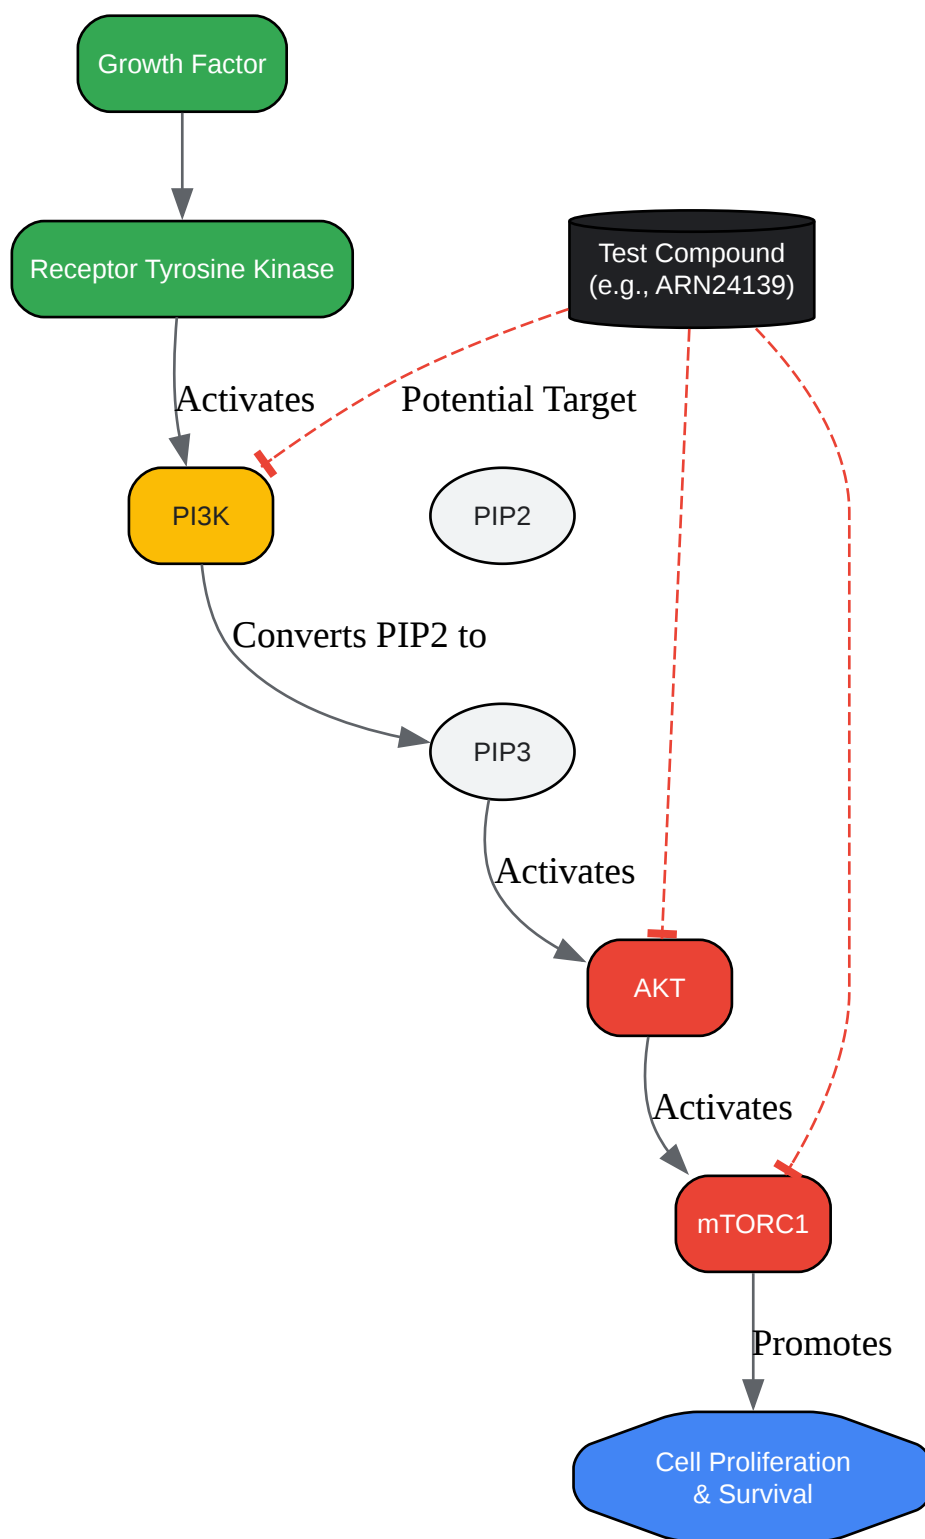 Growth Factor
Receptor Tyrosine Kinase
Test Compound
(e.g., ARN24139)
Activates
Potential Target
PI3K
PIP2
Converts PIP2 to
PIP3
Activates
AKT
Activates
mTORC1
Promotes
Cell Proliferation
& Survival